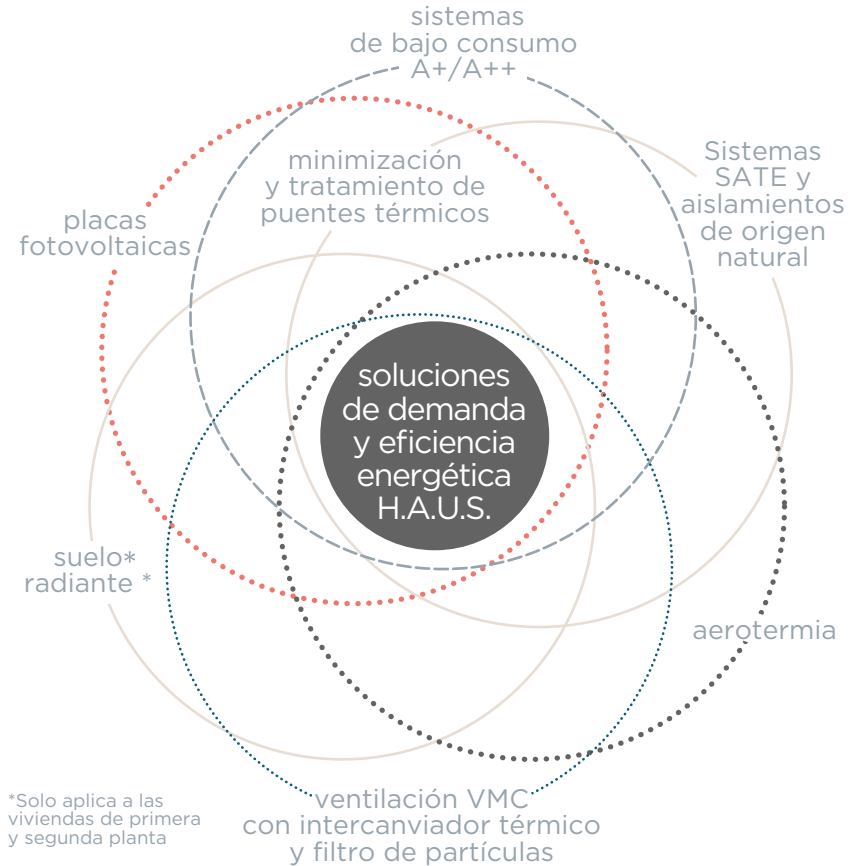 sistemas
de bajo consumo
A+/A++
minimización
y tratamiento de
puentes térmicos
Sistemas
SATE y
aislamientos
de origen
natural
placas
fotovoltaicas
soluciones
de demanda
y eficiencia
energética
H.A.U.S.
suelo*
radiante *
aerotermia
ventilación VMC
con intercanviador térmico
y filtro de partículas
*Solo aplica a las
viviendas de primera
y segunda planta